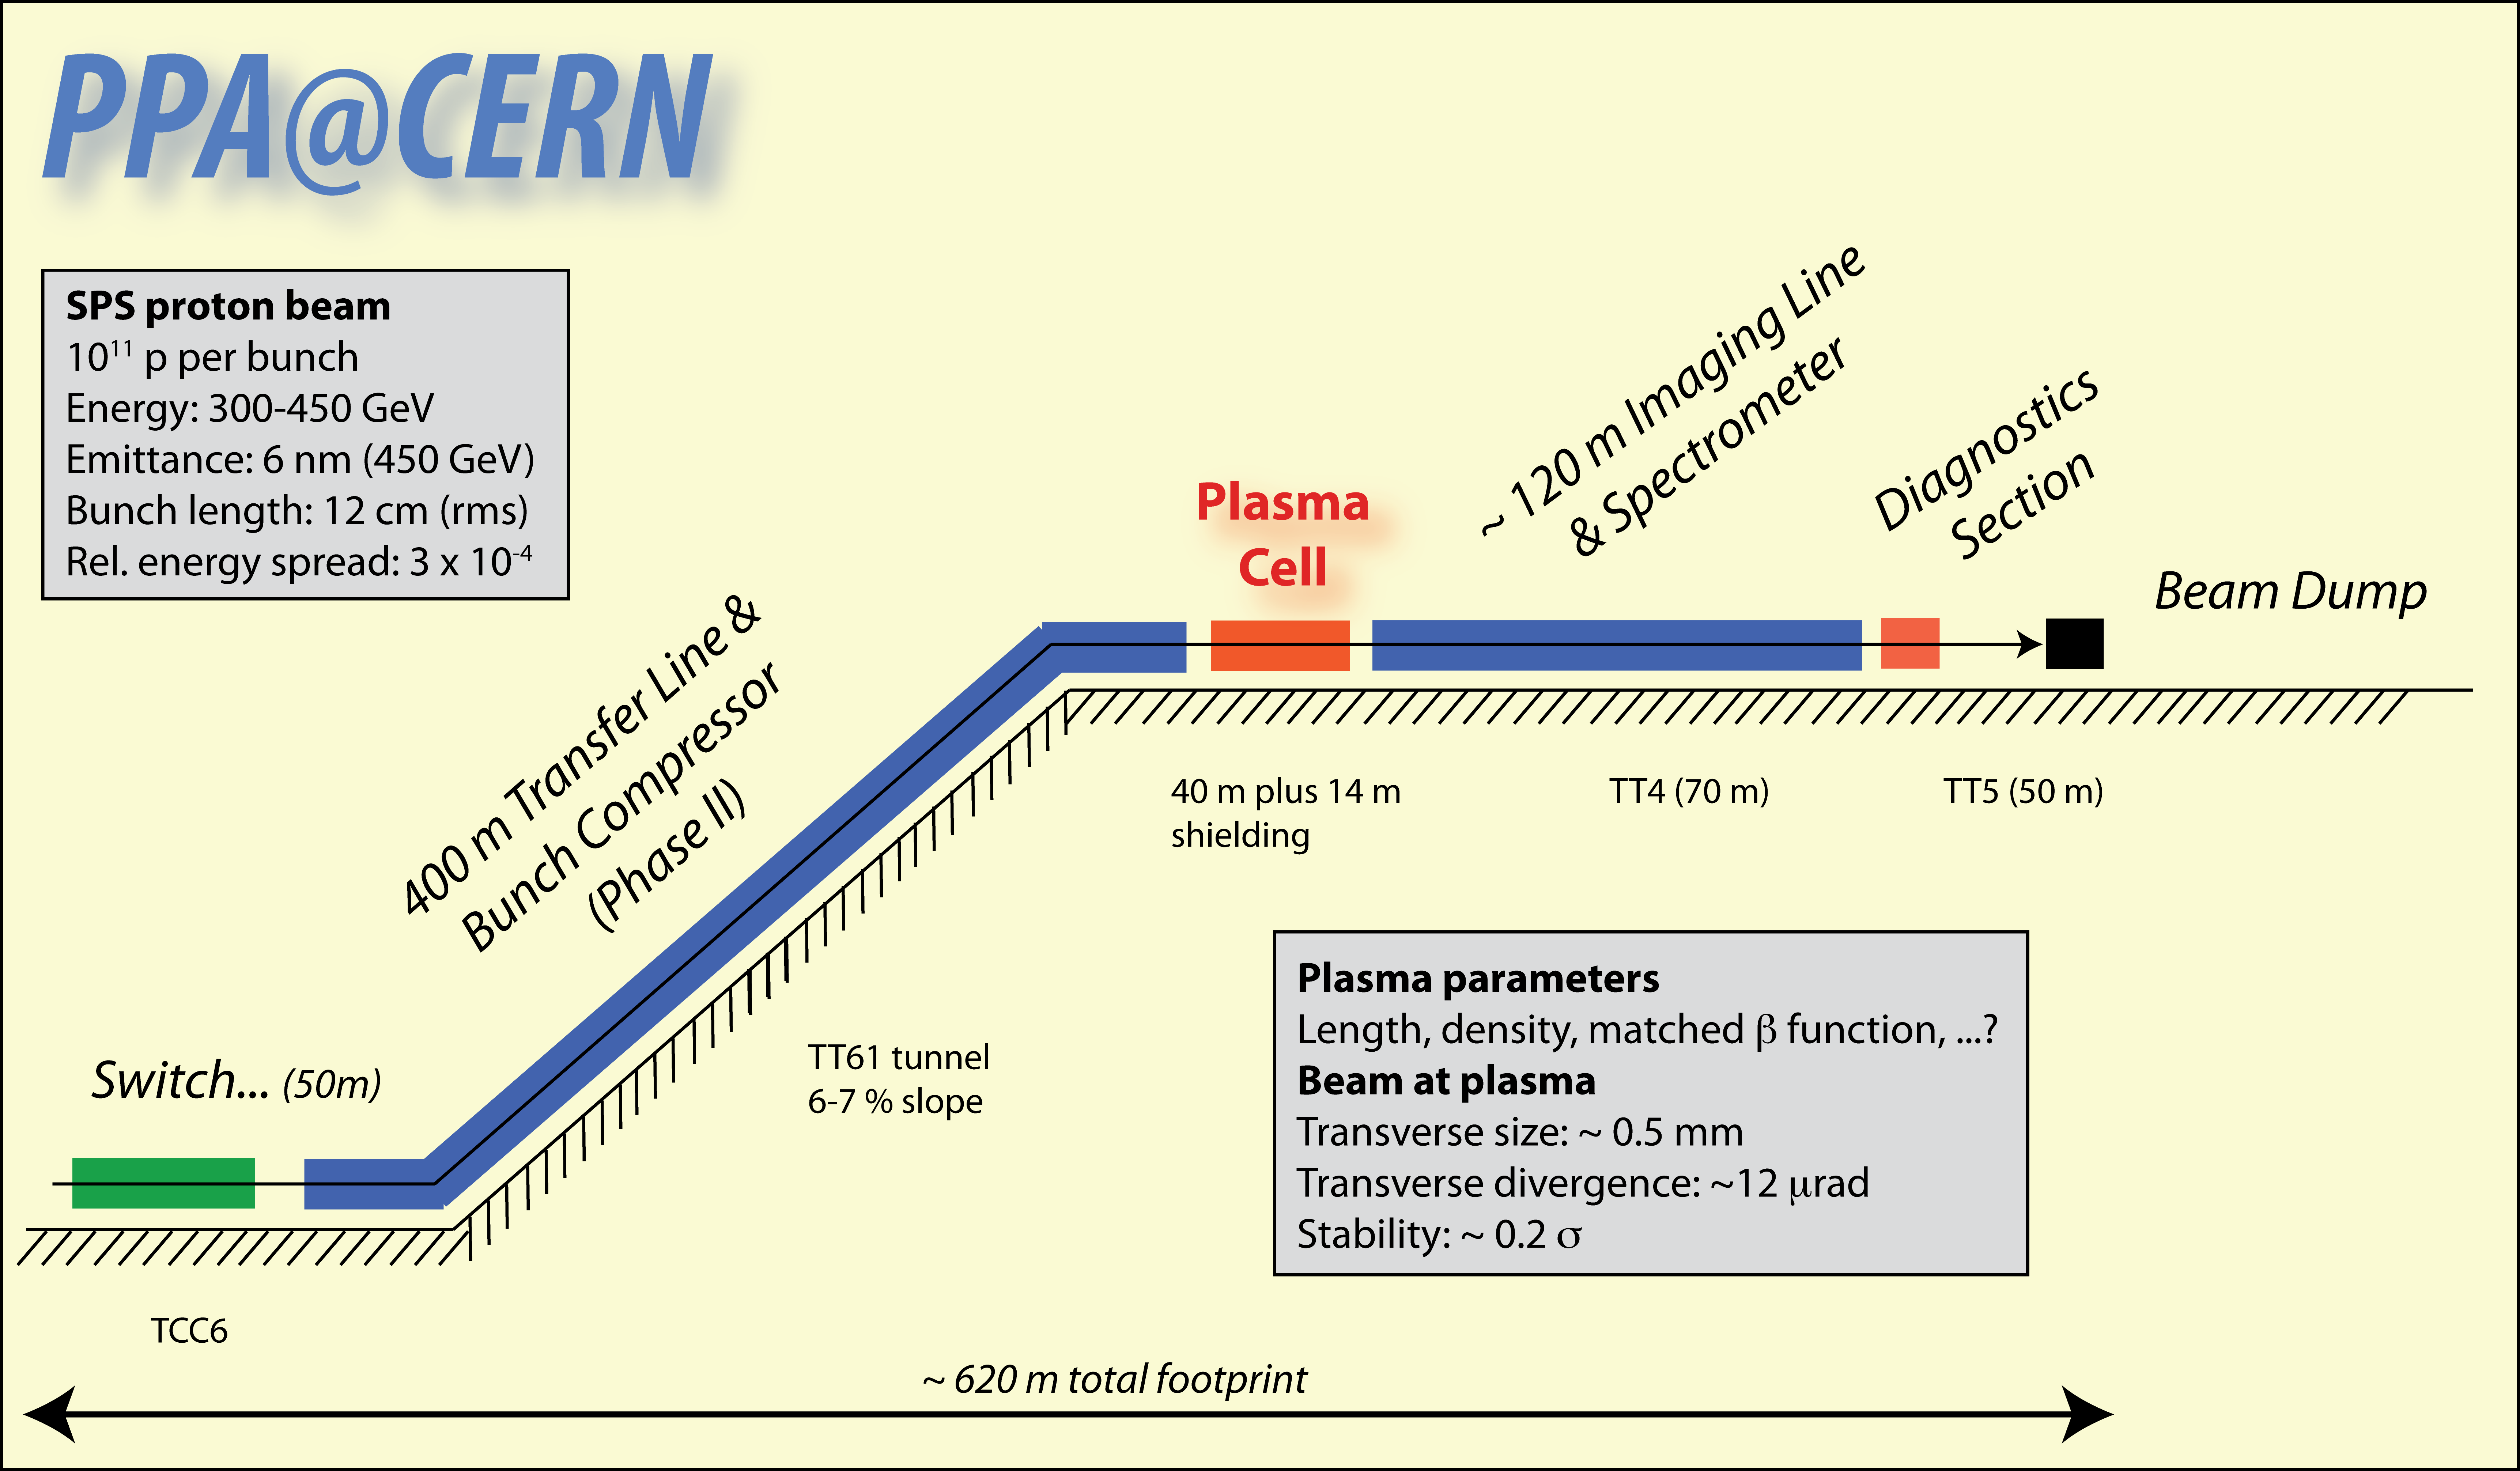 PPA@CERN
SPS proton beam
10¹¹ p per bunch
Energy: 300-450 GeV
Emittance: 6 nm (450 GeV)
Bunch length: 12 cm (rms)
Rel. energy spread: 3 x 10⁻⁴
400 m Transfer Line &
Bunch Compressor
(Phase II)
Plasma
Cell
~ 120 m Imaging Line
& Spectrometer
Diagnostics
Section
Beam Dump
40 m plus 14 m
shielding
TT4 (70 m)
TT5 (50 m)
Switch... (50m)
TT61 tunnel
6-7 % slope
Plasma parameters
Length, density, matched β function, ...?
Beam at plasma
Transverse size: ~ 0.5 mm
Transverse divergence: ~12 μrad
Stability: ~ 0.2 σ
TCC6
~ 620 m total footprint